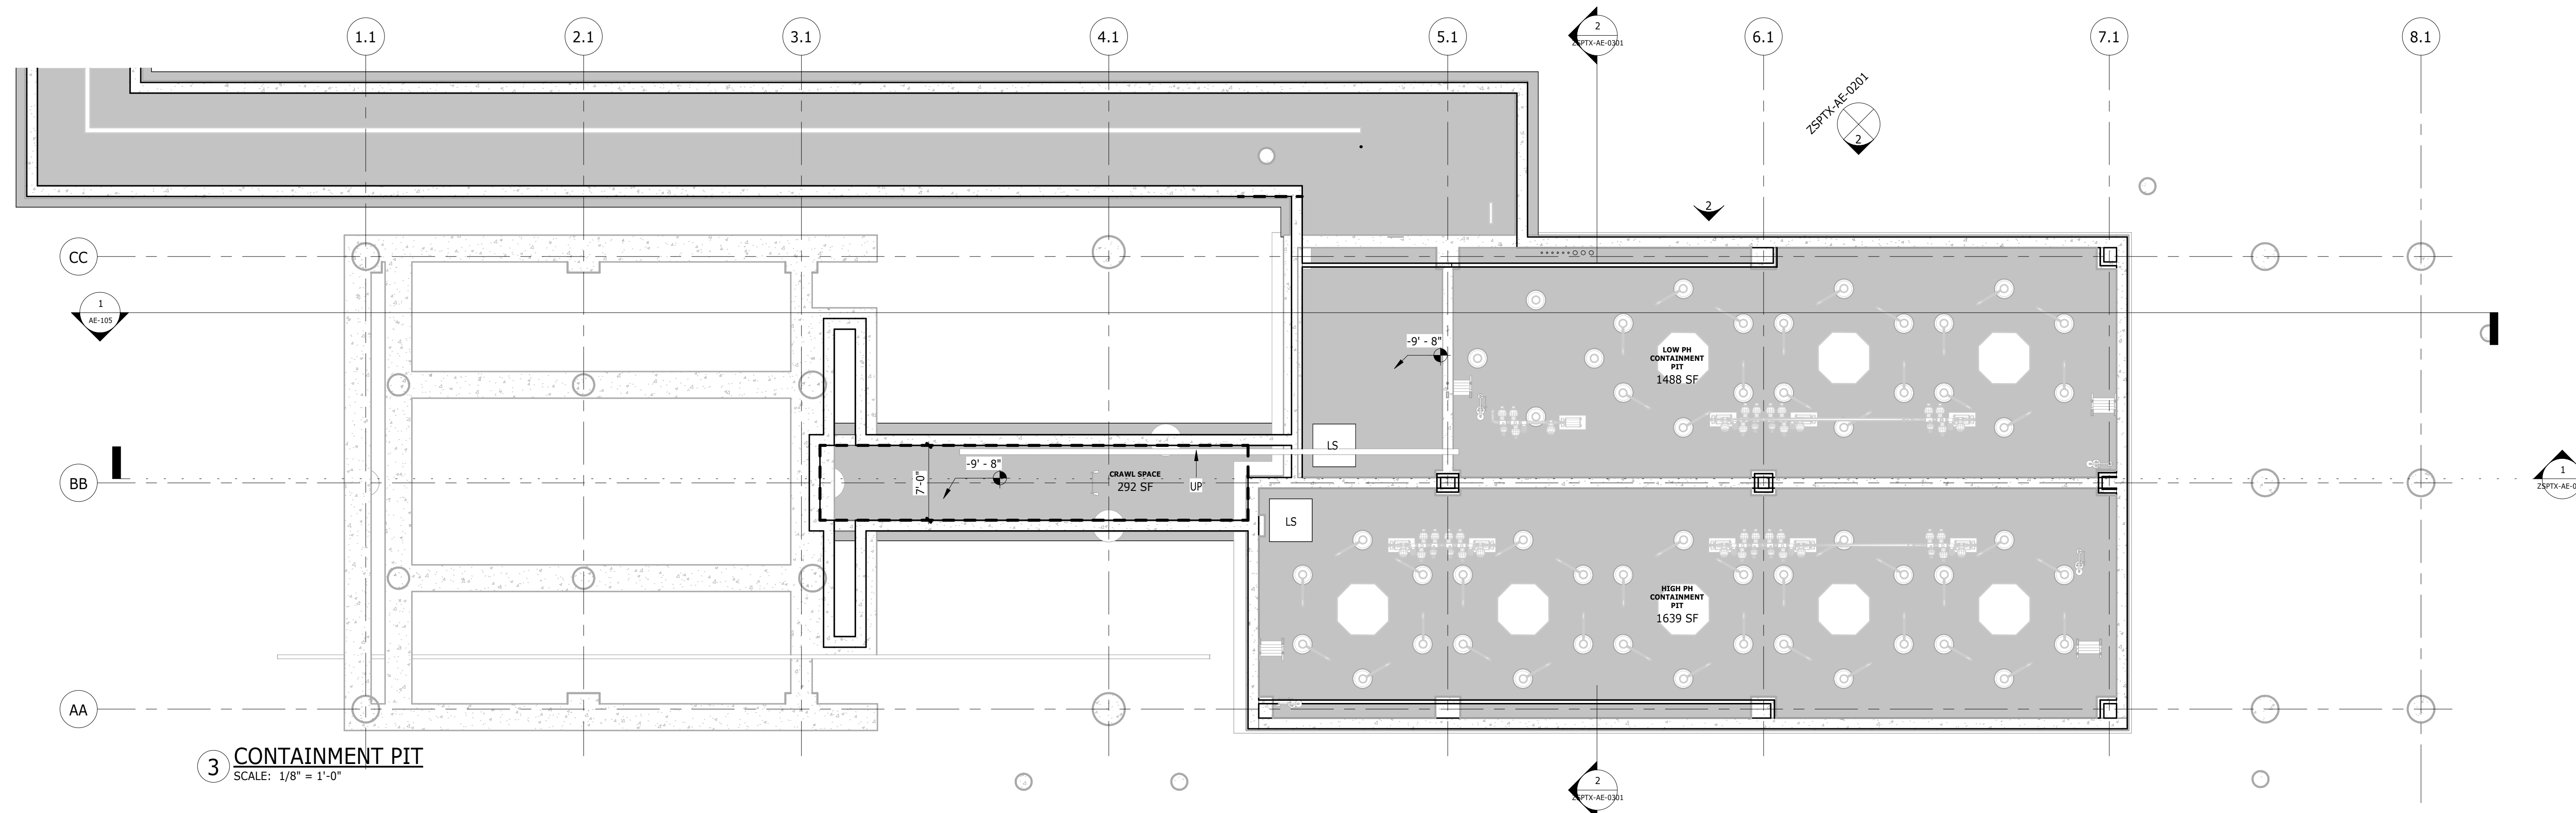 1.1
2.1
3.1
4.1
5.1
6.1
7.1
8.1
2
ZSPTX-AE-0301
ZSPTX-AE-0201
2
2
CC
1
AE-105
-9' - 8"
LOW PH
CONTAINMENT
PIT
1488 SF
LS
BB
7'-0"
-9' - 8"
CRAWL SPACE
292 SF
UP
1
ZSPTX-AE-0
LS
HIGH PH
CONTAINMENT
PIT
1639 SF
AA
3
CONTAINMENT PIT
SCALE: 1/8" = 1'-0"
2
ZSPTX-AE-0301